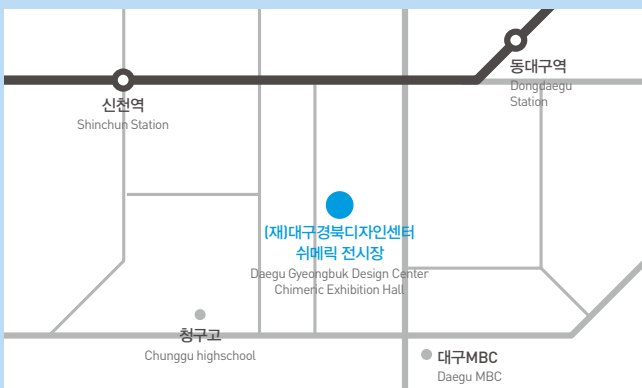 동대구역
Dongdaegu
Station
신천역
Shinchun Station
(재)대구경북디자인센터
쉬메릭 전시장
Daegu Gyeongbuk Design Center
Chimeric Exhibition Hall
청구고
Chunggu highschool
대구MBC
Daegu MBC